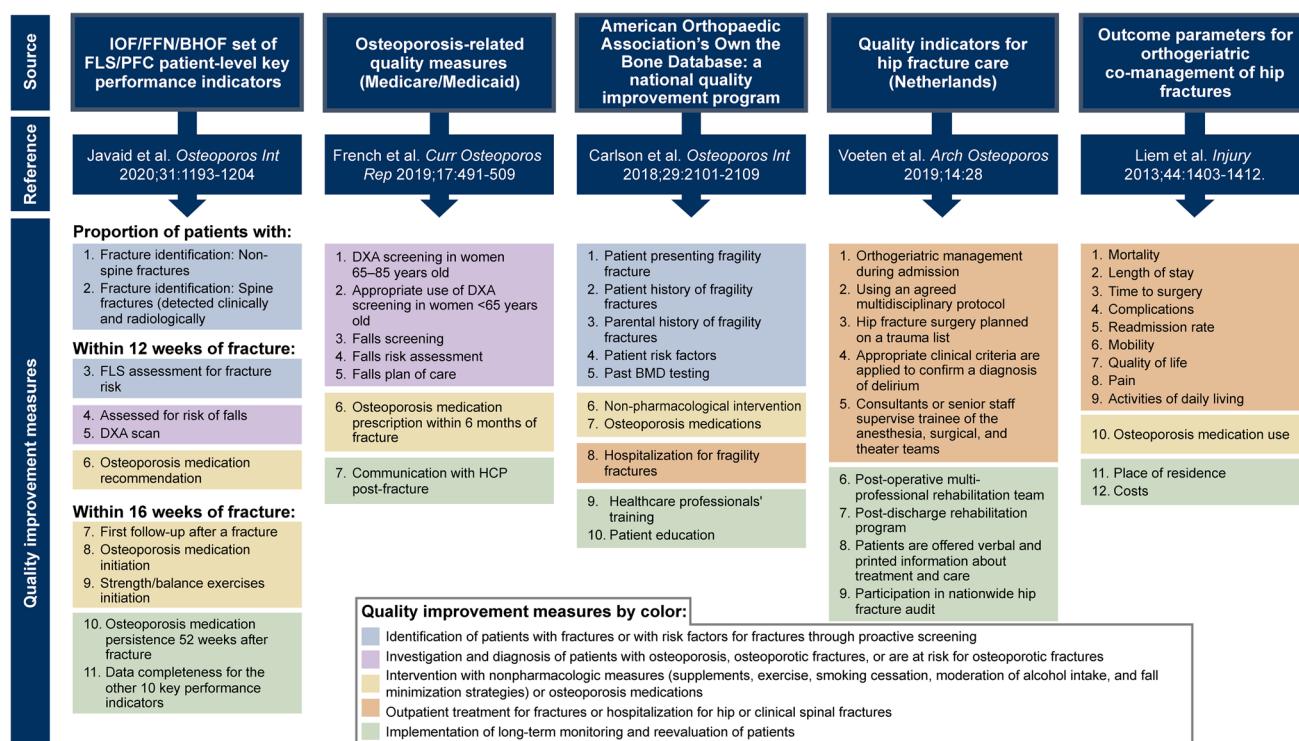 Source
IOF/FFN/BHOF set of
FLS/PFC patient-level key
performance indicators
Osteoporosis-related
quality measures
(Medicare/Medicaid)
American Orthopaedic
Association's Own the
Bone Database: a
national quality
improvement program
Quality indicators for
hip fracture care
(Netherlands)
Outcome parameters for
orthogeriatric
co-management of hip
fractures
Reference
Javaid et al. Osteoporos Int
2020;31:1193-1204
French et al. Curr Osteoporos
Rep 2019;17:491-509
Carlson et al. Osteoporos Int
2018;29:2101-2109
Voeten et al. Arch Osteoporos
2019;14:28
Liem et al. Injury
2013;44:1403-1412.
Quality improvement measures
Proportion of patients with:
1. Fracture identification: Non-
spine fractures
2. Fracture identification: Spine
fractures (detected clinically
and radiologically
Within 12 weeks of fracture:
3. FLS assessment for fracture
risk
4. Assessed for risk of falls
5. DXA scan
6. Osteoporosis medication
recommendation
Within 16 weeks of fracture:
7. First follow-up after a fracture
8. Osteoporosis medication
initiation
9. Strength/balance exercises
initiation
10. Osteoporosis medication
persistence 52 weeks after
fracture
11. Data completeness for the
other 10 key performance
indicators
1. DXA screening in women
65–85 years old
2. Appropriate use of DXA
screening in women <65 years
old
3. Falls screening
4. Falls risk assessment
5. Falls plan of care
6. Osteoporosis medication
prescription within 6 months of
fracture
7. Communication with HCP
post-fracture
1. Patient presenting fragility
fracture
2. Patient history of fragility
fractures
3. Parental history of fragility
fractures
4. Patient risk factors
5. Past BMD testing
6. Non-pharmacological intervention
7. Osteoporosis medications
8. Hospitalization for fragility
fractures
9. Healthcare professionals'
training
10. Patient education
1. Orthogeriatric management
during admission
2. Using an agreed
multidisciplinary protocol
3. Hip fracture surgery planned
on a trauma list
4. Appropriate clinical criteria are
applied to confirm a diagnosis
of delirium
5. Consultants or senior staff
supervise trainee of the
anesthesia, surgical, and
theater teams
6. Post-operative multi-
professional rehabilitation team
7. Post-discharge rehabilitation
program
8. Patients are offered verbal and
printed information about
treatment and care
9. Participation in nationwide hip
fracture audit
1. Mortality
2. Length of stay
3. Time to surgery
4. Complications
5. Readmission rate
6. Mobility
7. Quality of life
8. Pain
9. Activities of daily living
10. Osteoporosis medication use
11. Place of residence
12. Costs
Quality improvement measures by color:
Identification of patients with fractures or with risk factors for fractures through proactive screening
Investigation and diagnosis of patients with osteoporosis, osteoporotic fractures, or are at risk for osteoporotic fractures
Intervention with nonpharmacologic measures (supplements, exercise, smoking cessation, moderation of alcohol intake, and fall
minimization strategies) or osteoporosis medications
Outpatient treatment for fractures or hospitalization for hip or clinical spinal fractures
Implementation of long-term monitoring and reevaluation of patients